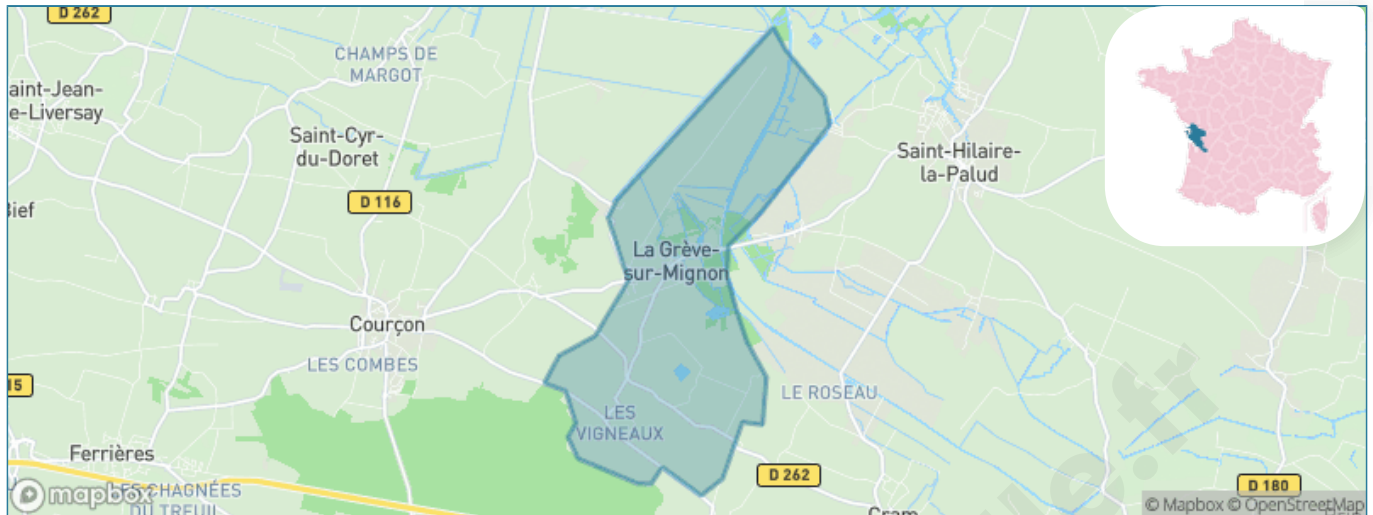 D 262
CHAMPS DE
MARGOT
aint-Jean-
e-Liversay
Saint-Cyr-
du-Doret
Saint-Hilaire-
la-Palud
D 116
Bief
La Grève-
sur-Mignon
Courçon
LES COMBES
15
LE ROSEAU
LES
VIGNEAUX
Ferrières
D 262
D 180
mapbox
LES CHAGNÉES
DU TREUIL
Cram
© Mapbox © OpenStreetMap